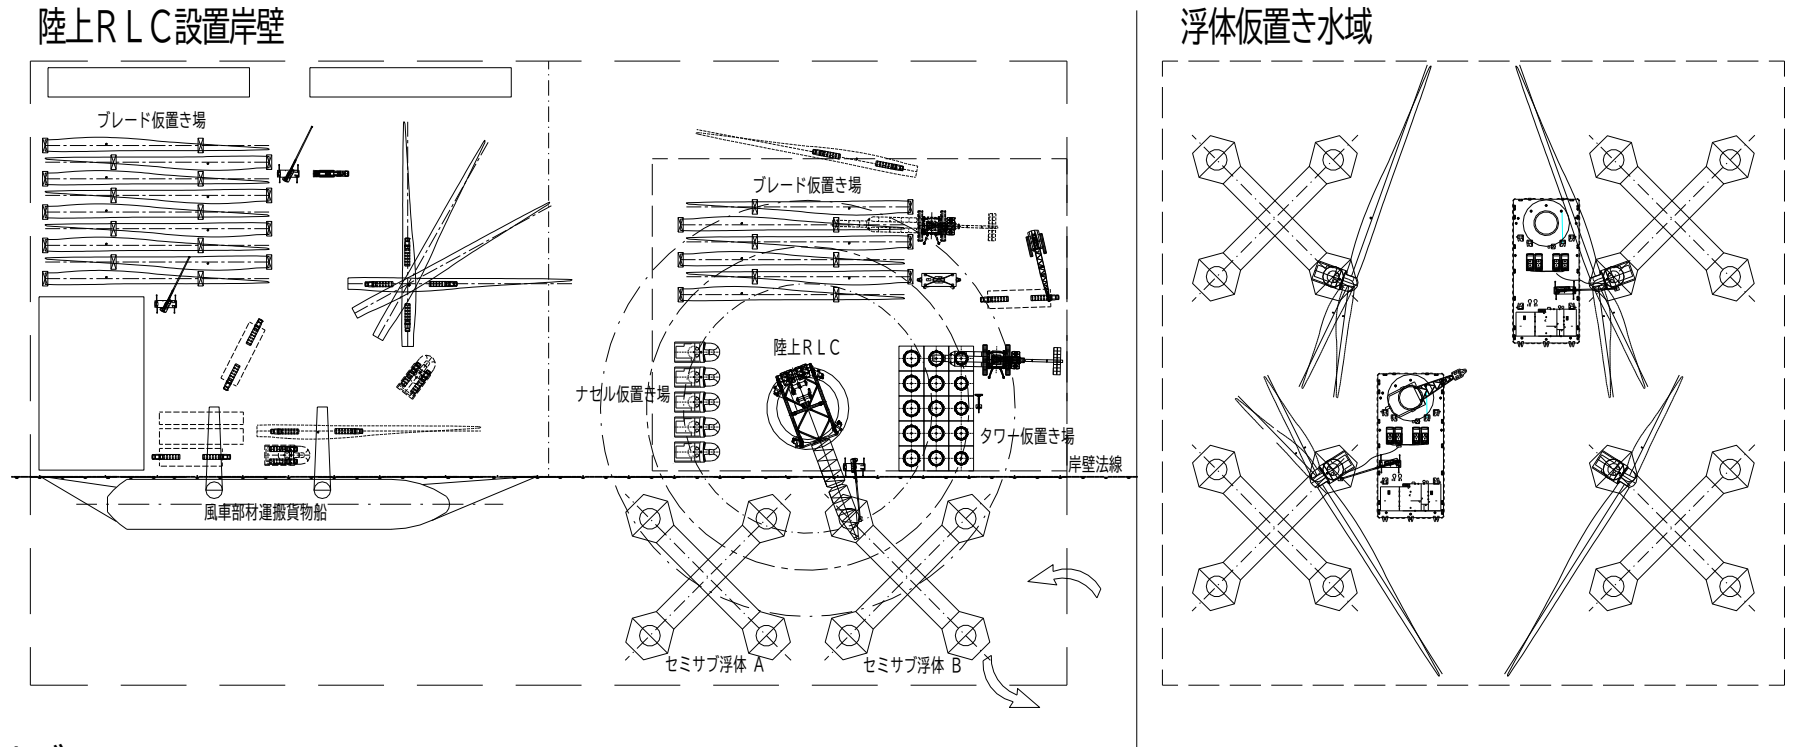 陸上ＲＬＣ設置岸壁
浮体仮置き水域
ブレード仮置き場
ブレード仮置き場
陸上ＲＬＣ
ナセル仮置き場
タワー仮置き場
岸壁法線
風車部材運搬貨物船
セミサブ浮体 A
セミサブ浮体 B